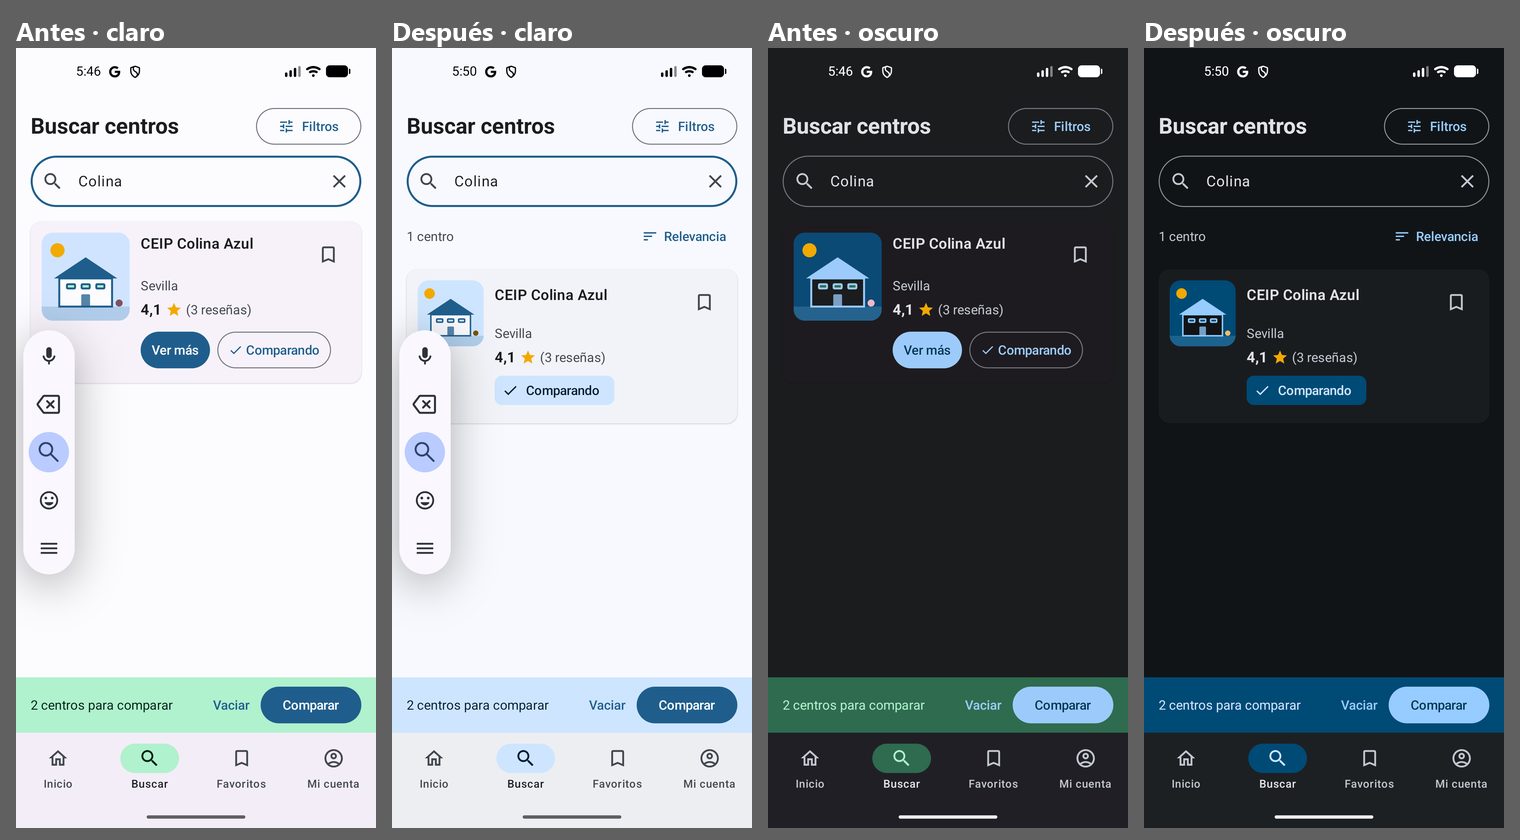 Antes · claro
5:46
Buscar centros
Filtros
Colina
CEIP Colina Azul
Sevilla
4,1 (3 reseñas)
Ver más
Comparando
2 centros para comparar
Vaciar
Comparar
Inicio
Buscar
Favoritos
Mi cuenta
Después · claro
5:50
Buscar centros
Filtros
Colina
1 centro
Relevancia
CEIP Colina Azul
Sevilla
4,1 (3 reseñas)
Comparando
2 centros para comparar
Vaciar
Comparar
Inicio
Buscar
Favoritos
Mi cuenta
Antes · oscuro
5:46
Buscar centros
Filtros
Colina
CEIP Colina Azul
Sevilla
4,1 (3 reseñas)
Ver más
Comparando
2 centros para comparar
Vaciar
Comparar
Inicio
Buscar
Favoritos
Mi cuenta
Después · oscuro
5:50
Buscar centros
Filtros
Colina
1 centro
Relevancia
CEIP Colina Azul
Sevilla
4,1 (3 reseñas)
Comparando
2 centros para comparar
Vaciar
Comparar
Inicio
Buscar
Favoritos
Mi cuenta